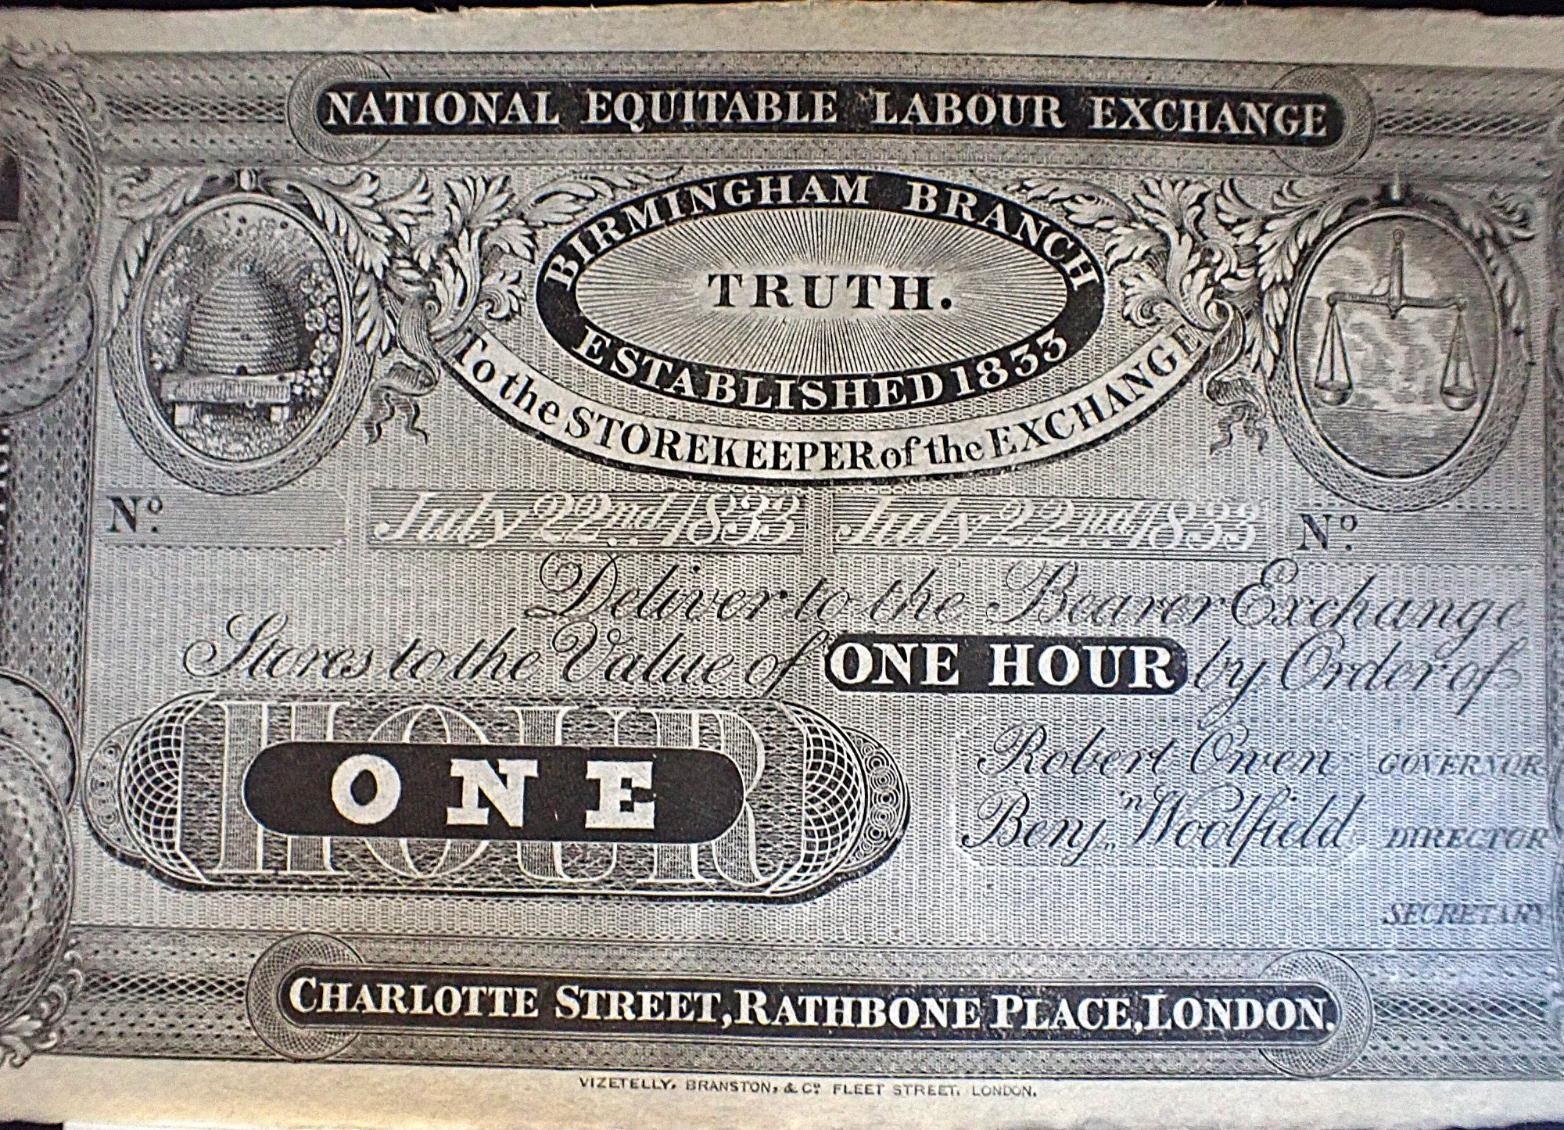 NATIONAL EQUITABLE LABOUR EXCHANGE
BIRMINGHAM BRANCH
TRUTH.
ESTABLISHED 1833
To the STOREKEEPER of the EXCHANGE
No. July 22nd 1833 July 22nd 1833 No.
Deliver to the Bearer Exchange
Stores to the Value of ONE HOUR by Order of
HOUR
ONE
Robert Owen GOVERNOR
Benj'n Woolfield DIRECTOR
SECRETARY
CHARLOTTE STREET, RATHBONE PLACE, LONDON.
VIZETELLY, BRANSTON, & Co. FLEET STREET, LONDON.